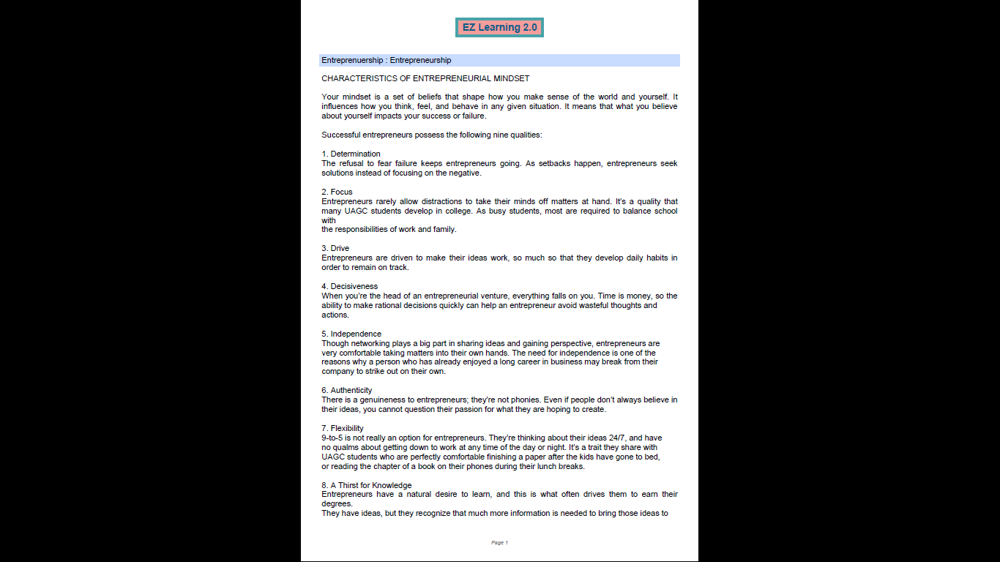 EZ Learning 2.0
Entreprenuership : Entrepreneurship
CHARACTERISTICS OF ENTREPRENEURIAL MINDSET
Your mindset is a set of beliefs that shape how you make sense of the world and yourself. It
influences how you think, feel, and behave in any given situation. It means that what you believe
about yourself impacts your success or failure.
Successful entrepreneurs possess the following nine qualities:
1. Determination
The refusal to fear failure keeps entrepreneurs going. As setbacks happen, entrepreneurs seek
solutions instead of focusing on the negative.
2. Focus
Entrepreneurs rarely allow distractions to take their minds off matters at hand. It’s a quality that
many UAGC students develop in college. As busy students, most are required to balance school
with
the responsibilities of work and family.
3. Drive
Entrepreneurs are driven to make their ideas work, so much so that they develop daily habits in
order to remain on track.
4. Decisiveness
When you’re the head of an entrepreneurial venture, everything falls on you. Time is money, so the
ability to make rational decisions quickly can help an entrepreneur avoid wasteful thoughts and
actions.
5. Independence
Though networking plays a big part in sharing ideas and gaining perspective, entrepreneurs are
very comfortable taking matters into their own hands. The need for independence is one of the
reasons why a person who has already enjoyed a long career in business may break from their
company to strike out on their own.
6. Authenticity
There is a genuineness to entrepreneurs; they’re not phonies. Even if people don’t always believe in
their ideas, you cannot question their passion for what they are hoping to create.
7. Flexibility
9-to-5 is not really an option for entrepreneurs. They’re thinking about their ideas 24/7, and have
no qualms about getting down to work at any time of the day or night. It’s a trait they share with
UAGC students who are perfectly comfortable finishing a paper after the kids have gone to bed,
or reading the chapter of a book on their phones during their lunch breaks.
8. A Thirst for Knowledge
Entrepreneurs have a natural desire to learn, and this is what often drives them to earn their
degrees.
They have ideas, but they recognize that much more information is needed to bring those ideas to
Page 1